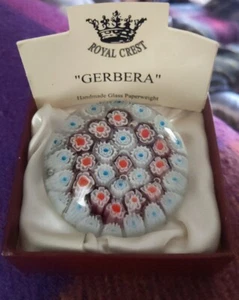 ROYAL CREST
"GERBERA"
Handmade Glass Paperweight